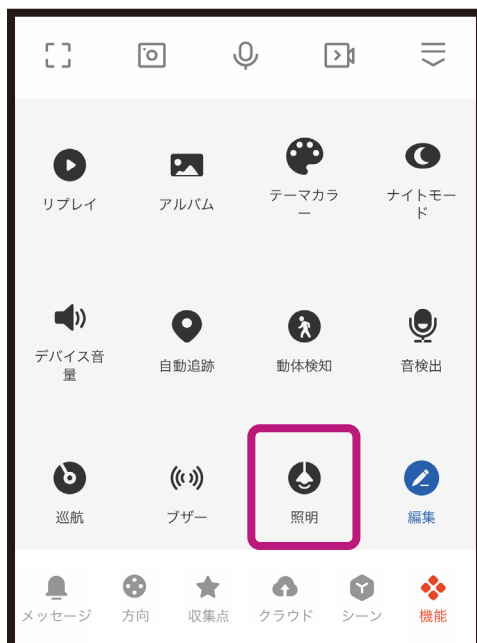 リプレイ
アルバム
テーマカラ
ー
ナイトモー
ド
デバイス音
量
自動追跡
動体検知
音検出
巡航
ブザー
照明
編集
メッセージ
方向
収集点
クラウド
シーン
機能